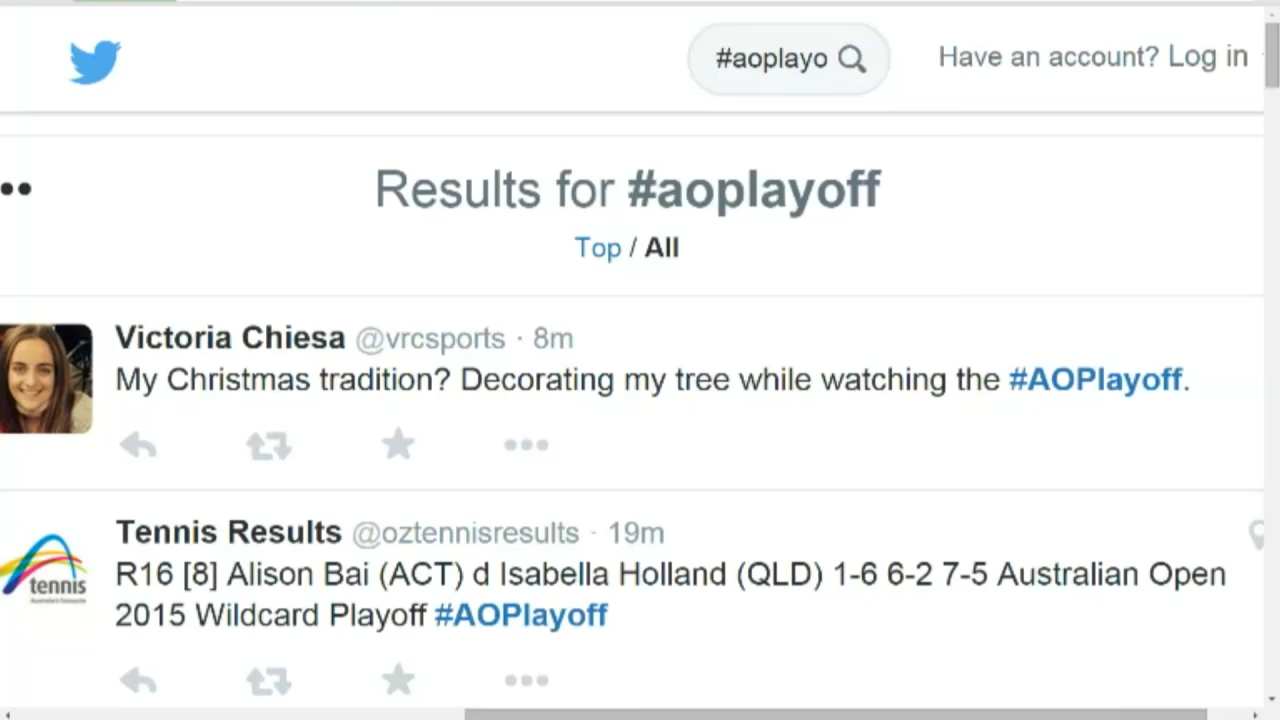 #aoplayo
Have an account? Log in
Results for #aoplayoff
Top / All
Victoria Chiesa @vrcsports · 8m
My Christmas tradition? Decorating my tree while watching the #AOPlayoff.
Tennis Results @oztennisresults · 19m
tennis
R16 [8] Alison Bai (ACT) d Isabella Holland (QLD) 1-6 6-2 7-5 Australian Open
2015 Wildcard Playoff #AOPlayoff